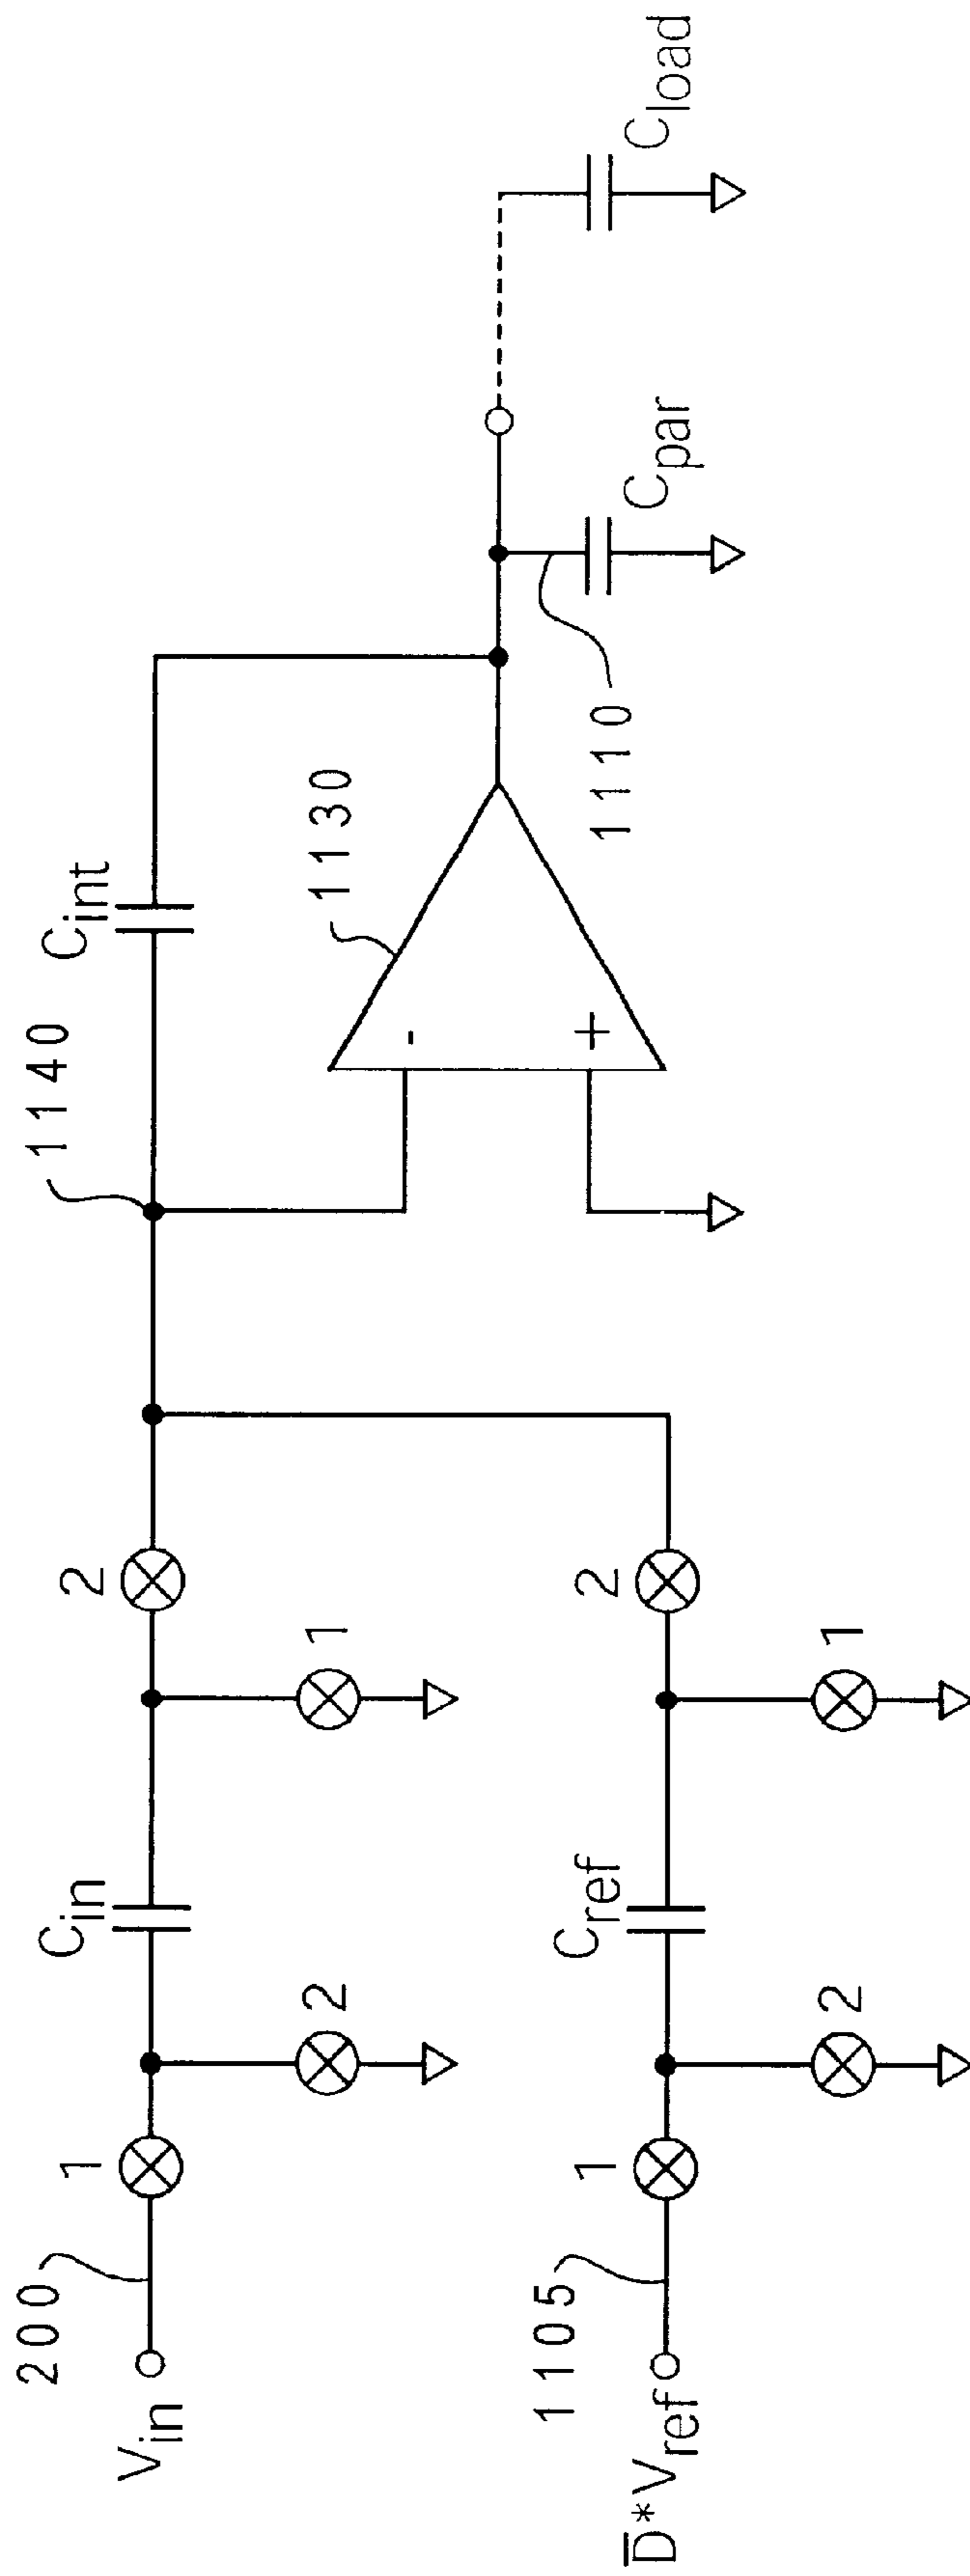 200
V_in
1
2
C_in
1
2
1140
C_int
1130
-
+
1110
C_par
C_load
1105
D̅*V_ref
1
2
C_ref
1
2